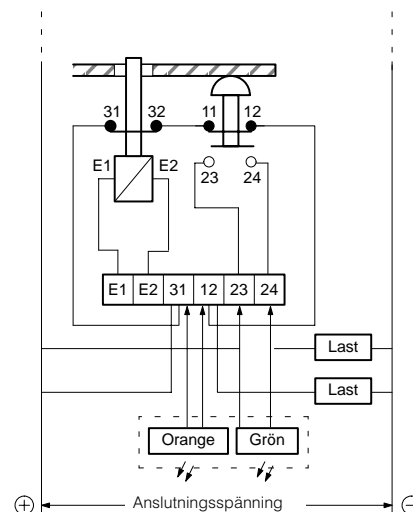 31 32 11 12
E1 E2
23 24
E1 E2 31 12 23 24
Last
Last
Orange Grön
+ Anslutningsspänning −